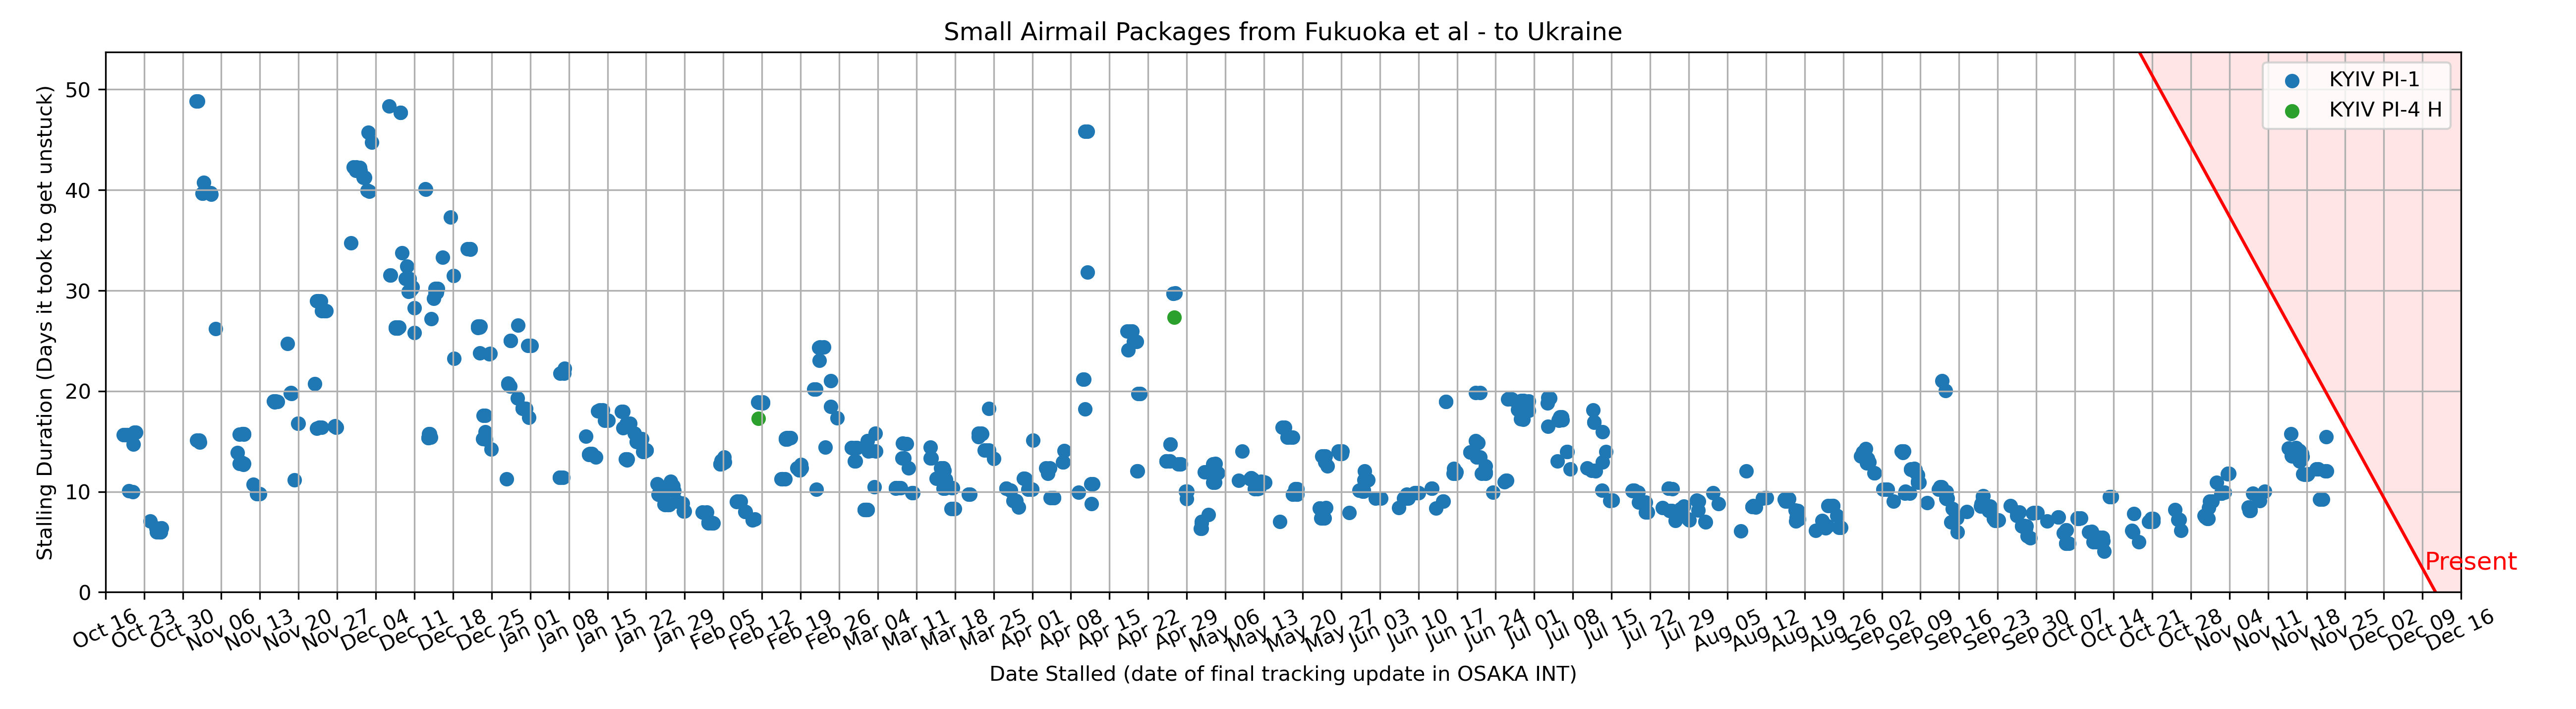 Small Airmail Packages from Fukuoka et al - to Ukraine
Stalling Duration (Days it took to get unstuck)
50
40
30
20
10
0
KYIV PI-1
KYIV PI-4 H
Present
Oct 16
Oct 23
Oct 30
Nov 06
Nov 13
Nov 20
Nov 27
Dec 04
Dec 11
Dec 18
Dec 25
Jan 01
Jan 08
Jan 15
Jan 22
Jan 29
Feb 05
Feb 12
Feb 19
Feb 26
Mar 04
Mar 11
Mar 18
Mar 25
Apr 01
Apr 08
Apr 15
Apr 22
Apr 29
May 06
May 13
May 20
May 27
Jun 03
Jun 10
Jun 17
Jun 24
Jul 01
Jul 08
Jul 15
Jul 22
Jul 29
Aug 05
Aug 12
Aug 19
Aug 26
Sep 02
Sep 09
Sep 16
Sep 23
Sep 30
Oct 07
Oct 14
Oct 21
Oct 28
Nov 04
Nov 11
Nov 18
Nov 25
Dec 02
Dec 09
Dec 16
Date Stalled (date of final tracking update in OSAKA INT)